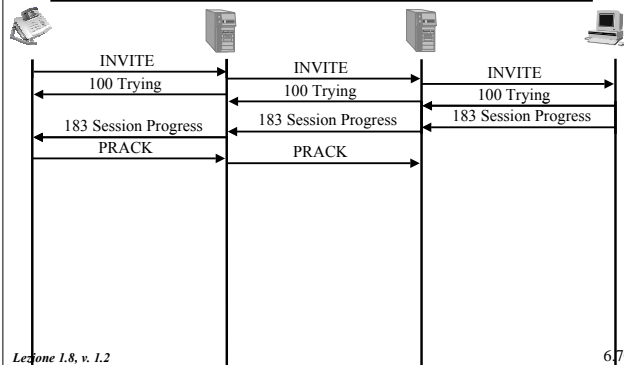 INVITE
INVITE
INVITE
100 Trying
100 Trying
100 Trying
183 Session Progress
183 Session Progress
183 Session Progress
PRACK
PRACK
Lezione 1.8, v. 1.2
6.7